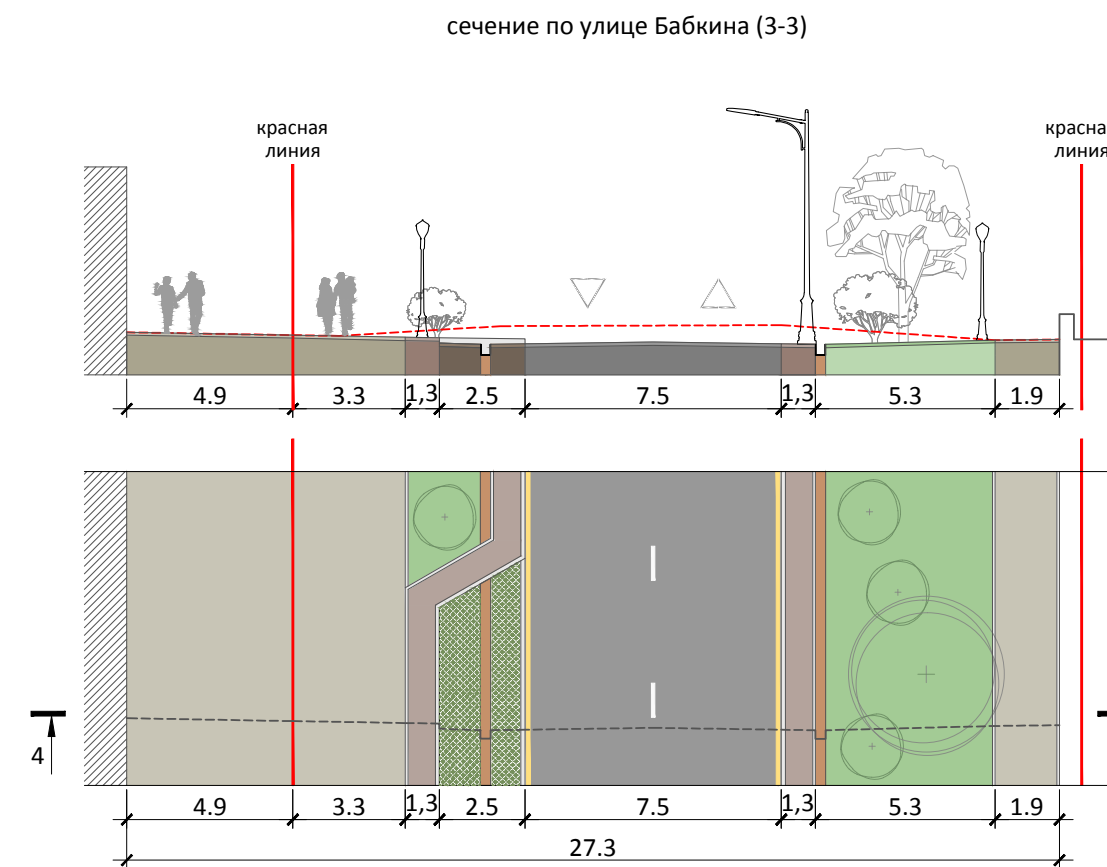 сечение по улице Бабкина (3-3)
красная
линия
красна
линия
4.9 3.3 1,3 2.5 7.5 1,3 5.3 1.9
4
4.9 3.3 1,3 2.5 7.5 1,3 5.3 1.9
27.3